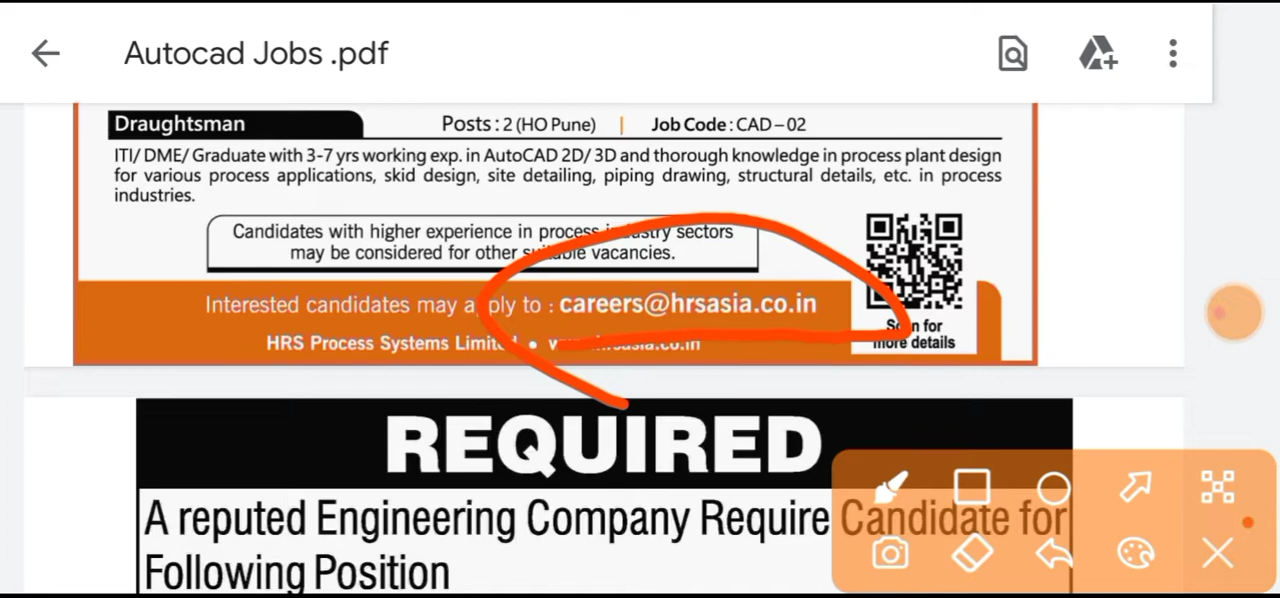 Autocad Jobs .pdf
Draughtsman Posts : 2 (HO Pune) | Job Code : CAD – 02
ITI/ DME/ Graduate with 3-7 yrs working exp. in AutoCAD 2D/ 3D and thorough knowledge in process plant design
for various process applications, skid design, site detailing, piping drawing, structural details, etc. in process
industries.
Candidates with higher experience in process industry sectors
may be considered for other suitable vacancies.
Interested candidates may apply to : careers@hrsasia.co.in
HRS Process Systems Limited • www.hrsasia.co.in
Scan for
more details
REQUIRED
A reputed Engineering Company Require Candidate for
Following Position